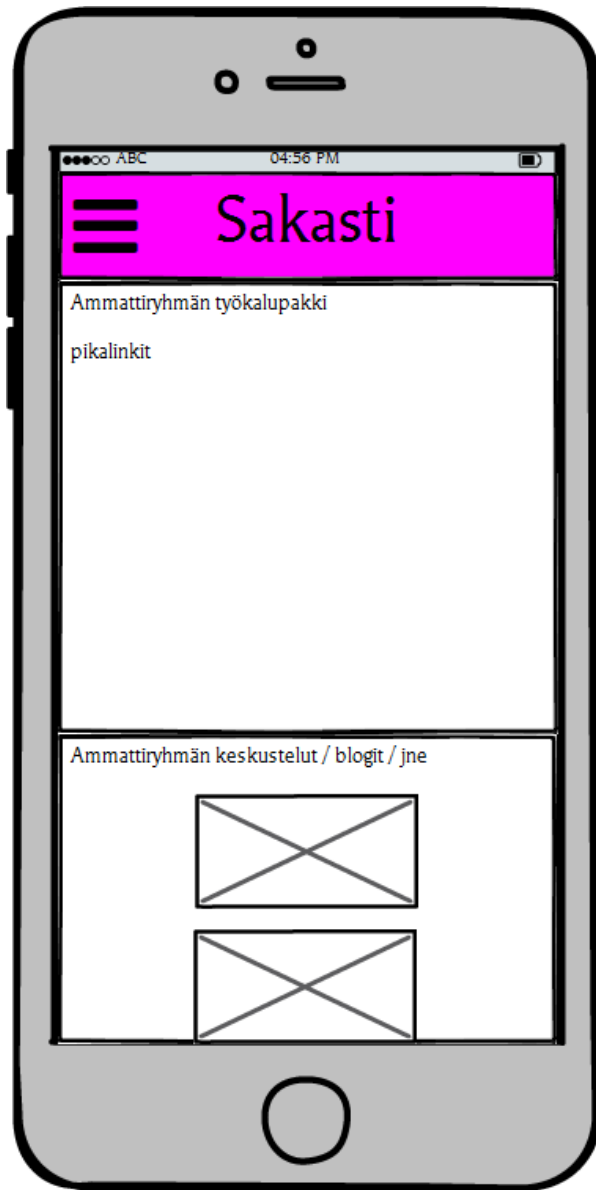 ABC 04:56 PM
Sakasti
Ammattiryhmän työkalupakki
pikalinkit
Ammattiryhmän keskustelut / blogit / jne